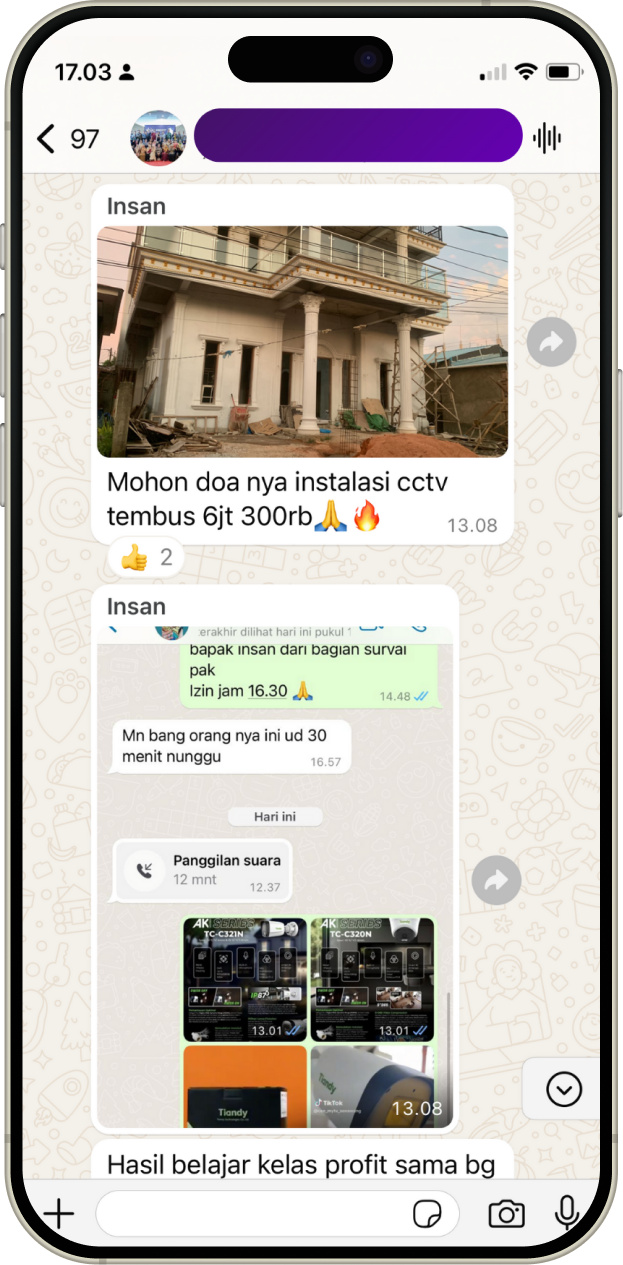 17.03
97
Insan
Mohon doa nya instalasi cctv
tembus 6jt 300rb🙏🔥
13.08
👍 2
Insan
terakhir dilihat hari ini pukul
bapak insan dari bagian survai
pak
Izin jam 16.30 🙏
14.48
Mn bang orang nya ini ud 30
menit nunggu
16.57
Hari ini
Panggilan suara
12 mnt
12.37
AK SERIES
TC-C321N
AK SERIES
TC-C320N
IP67
13.01
13.01
Tiandy
Tiandy
TikTok
13.08
Hasil belajar kelas profit sama bg